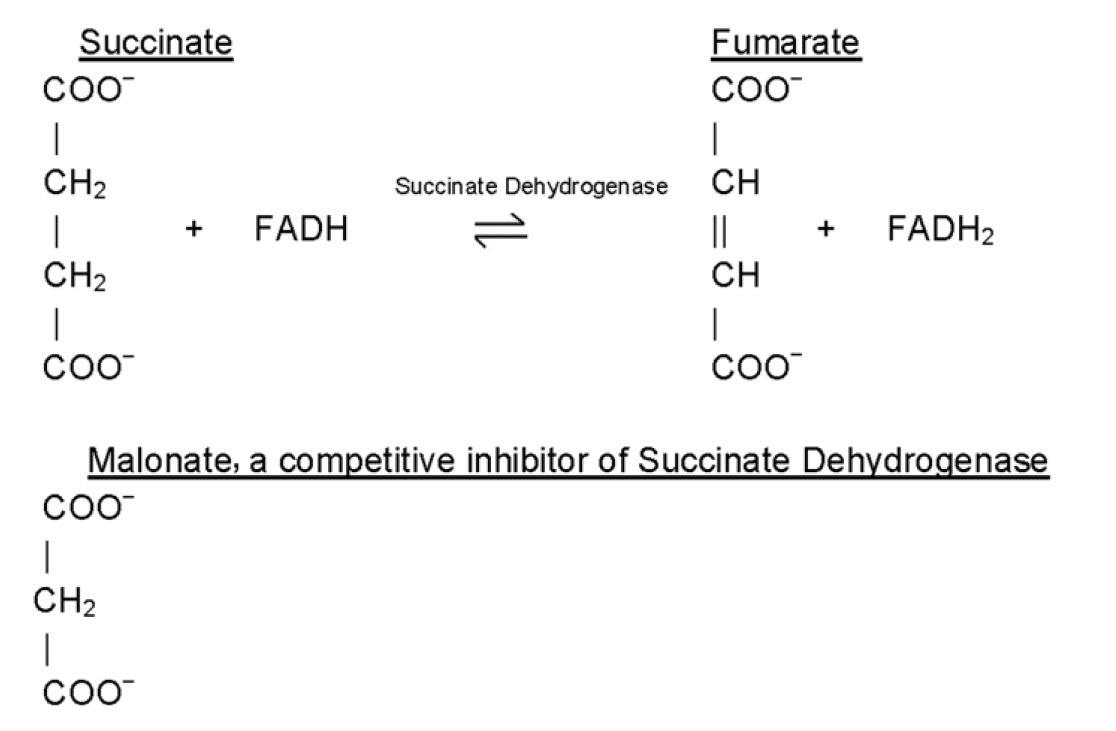 Succinate Fumarate
COO⁻ COO⁻
| |
CH₂ Succinate Dehydrogenase CH
| + FADH ⇌ || + FADH₂
CH₂ CH
| |
COO⁻ COO⁻
Malonate, a competitive inhibitor of Succinate Dehydrogenase
COO⁻
|
CH₂
|
COO⁻